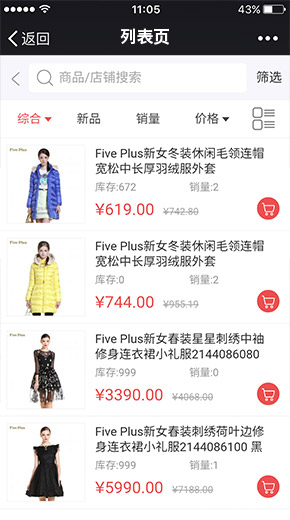 11:05
43%
返回
列表页
商品/店铺搜索
筛选
综合 新品 销量 价格
Five Plus
Five Plus新女冬装休闲毛领连帽
宽松中长厚羽绒服外套
库存:672 销量:2
¥619.00 ¥742.80
Five Plus
Five Plus新女冬装休闲毛领连帽
宽松中长厚羽绒服外套
库存:0 销量:2
¥744.00 ¥955.19
Five Plus
Five Plus新女春装星星刺绣中袖
修身连衣裙小礼服2144086080
库存:999 销量:0
¥3390.00 ¥4068.00
Five Plus
Five Plus新女春装刺绣荷叶边修
身连衣裙小礼服2144086100 黑
库存:999 销量:1
¥5990.00 ¥7188.00